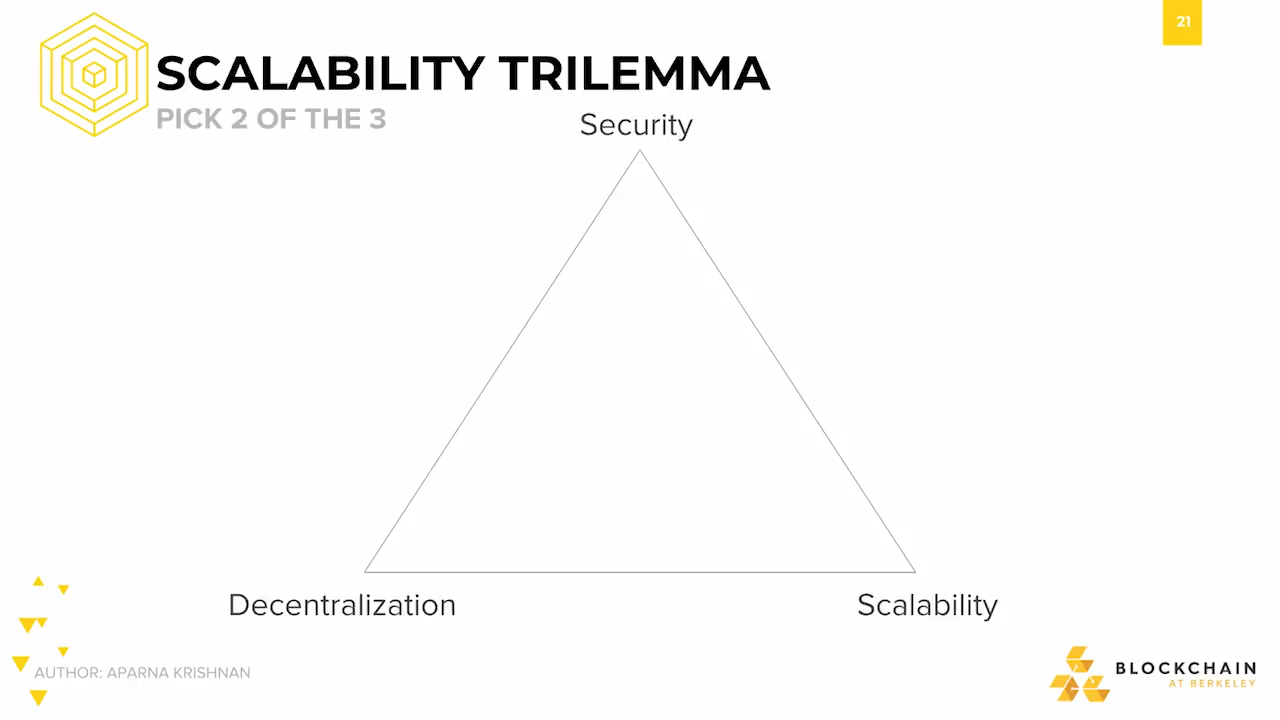 21
SCALABILITY TRILEMMA
PICK 2 OF THE 3
Security
Decentralization
Scalability
AUTHOR: APARNA KRISHNAN
BLOCKCHAIN
AT BERKELEY